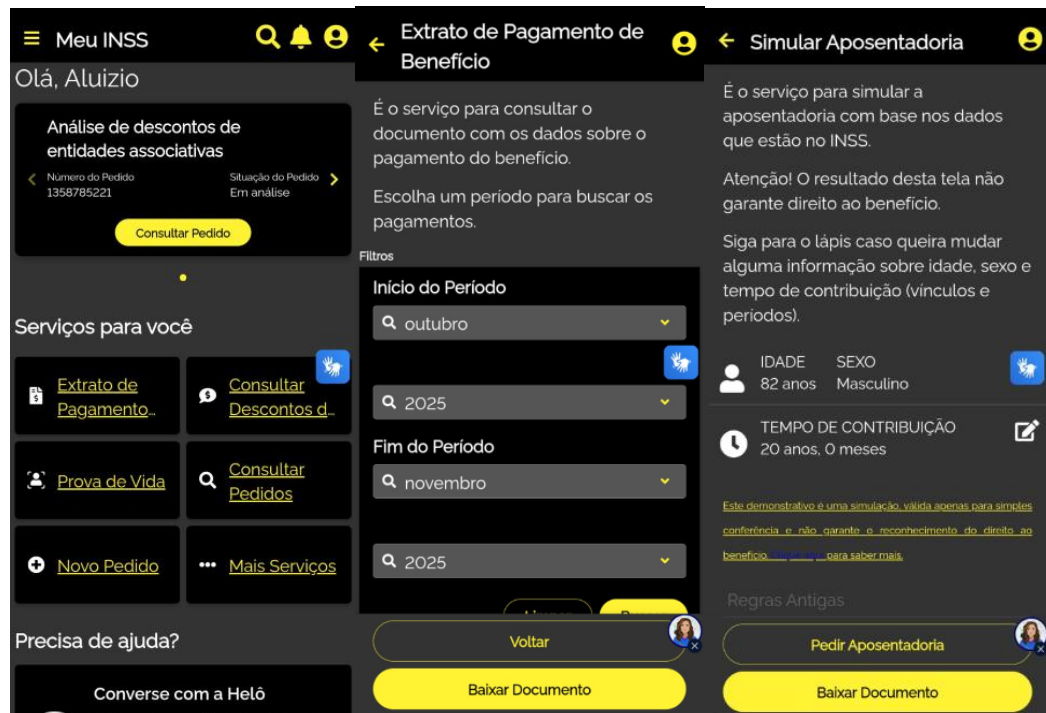 Meu INSS
Olá, Aluizio
Análise de descontos de
entidades associativas
Número do Pedido
1358785221
Situação do Pedido
Em análise
Consultar Pedido
Serviços para você
Extrato de
Pagamento...
Consultar
Descontos d...
Prova de Vida
Consultar
Pedidos
Novo Pedido
Mais Serviços
Precisa de ajuda?
Converse com a Helô
Extrato de Pagamento de
Benefício
É o serviço para consultar o
documento com os dados sobre o
pagamento do benefício.
Escolha um período para buscar os
pagamentos.
Filtros
Início do Período
outubro
2025
Fim do Período
novembro
2025
Voltar
Baixar Documento
Simular Aposentadoria
É o serviço para simular a
aposentadoria com base nos dados
que estão no INSS.
Atenção! O resultado desta tela não
garante direito ao benefício.
Siga para o lápis caso queira mudar
alguma informação sobre idade, sexo e
tempo de contribuição (vínculos e
períodos).
IDADE SEXO
82 anos Masculino
TEMPO DE CONTRIBUIÇÃO
20 anos, 0 meses
Este demonstrativo é uma simulação, válida apenas para simples
conferência e não garante o reconhecimento do direito ao
benefício. Clique aqui para saber mais.
Regras Antigas
Pedir Aposentadoria
Baixar Documento